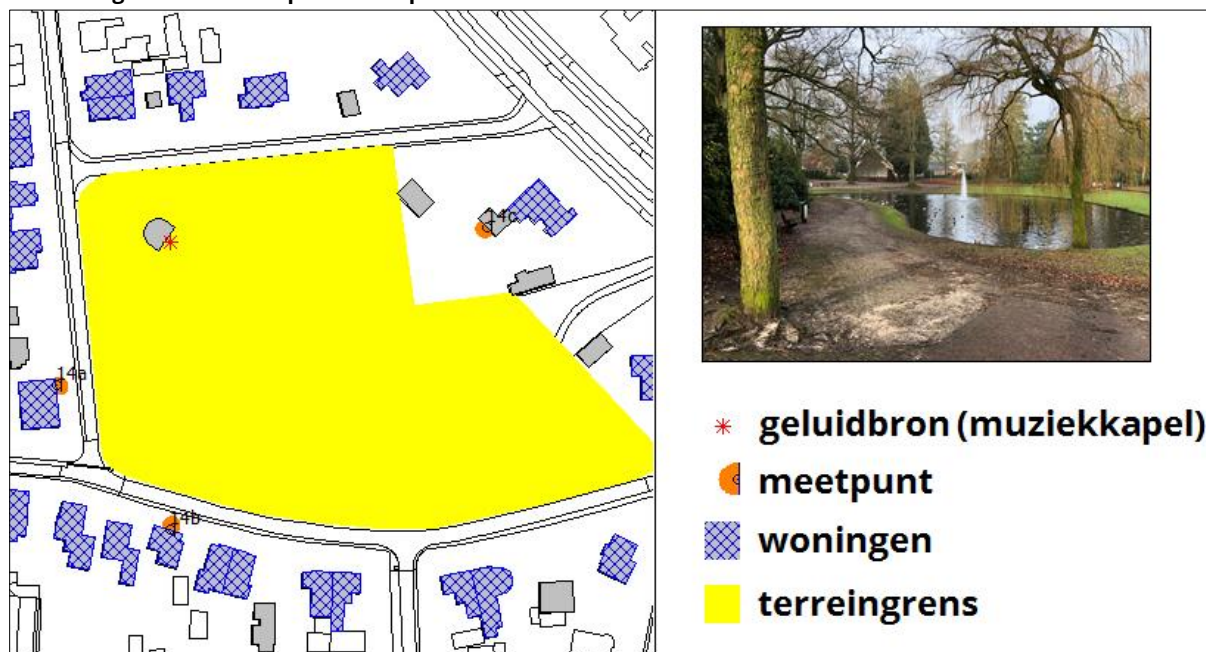 14c
14a
14b
geluidbron (muziekkapel)
meetpunt
woningen
terreingrens